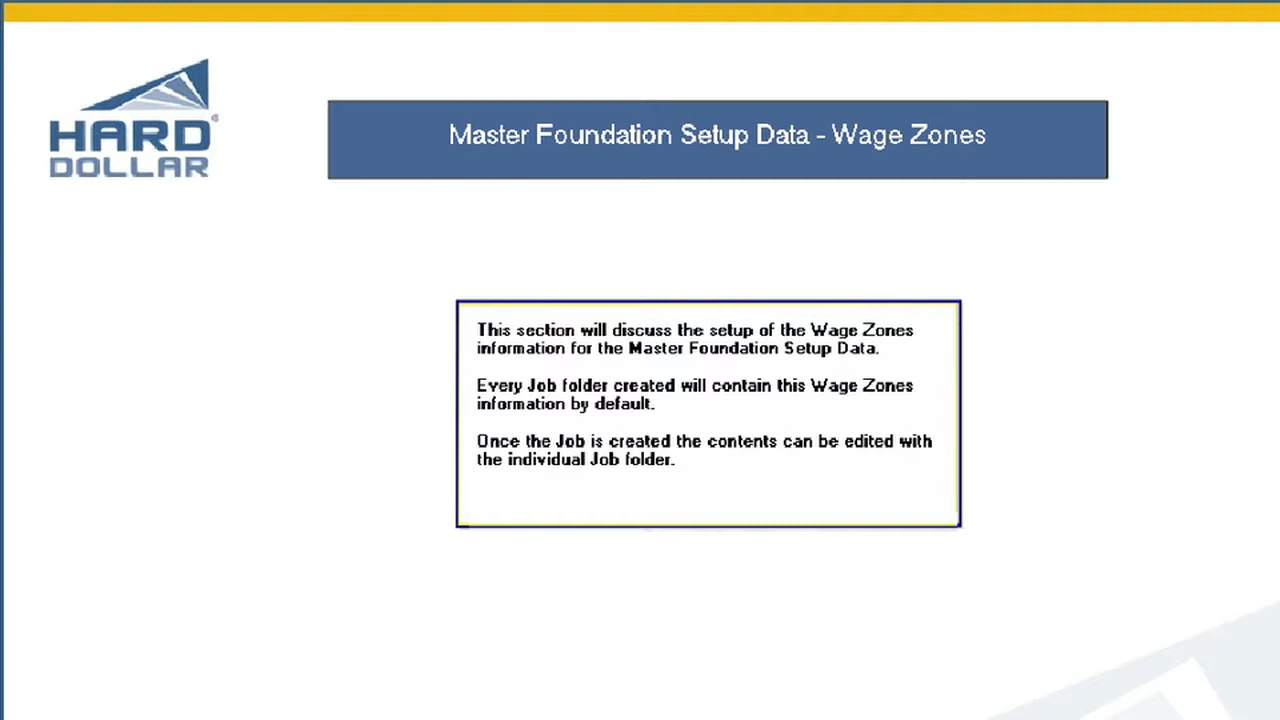 HARD
DOLLAR
Master Foundation Setup Data - Wage Zones
This section will discuss the setup of the Wage Zones
information for the Master Foundation Setup Data.
Every Job folder created will contain this Wage Zones
information by default.
Once the Job is created the contents can be edited with
the individual Job folder.